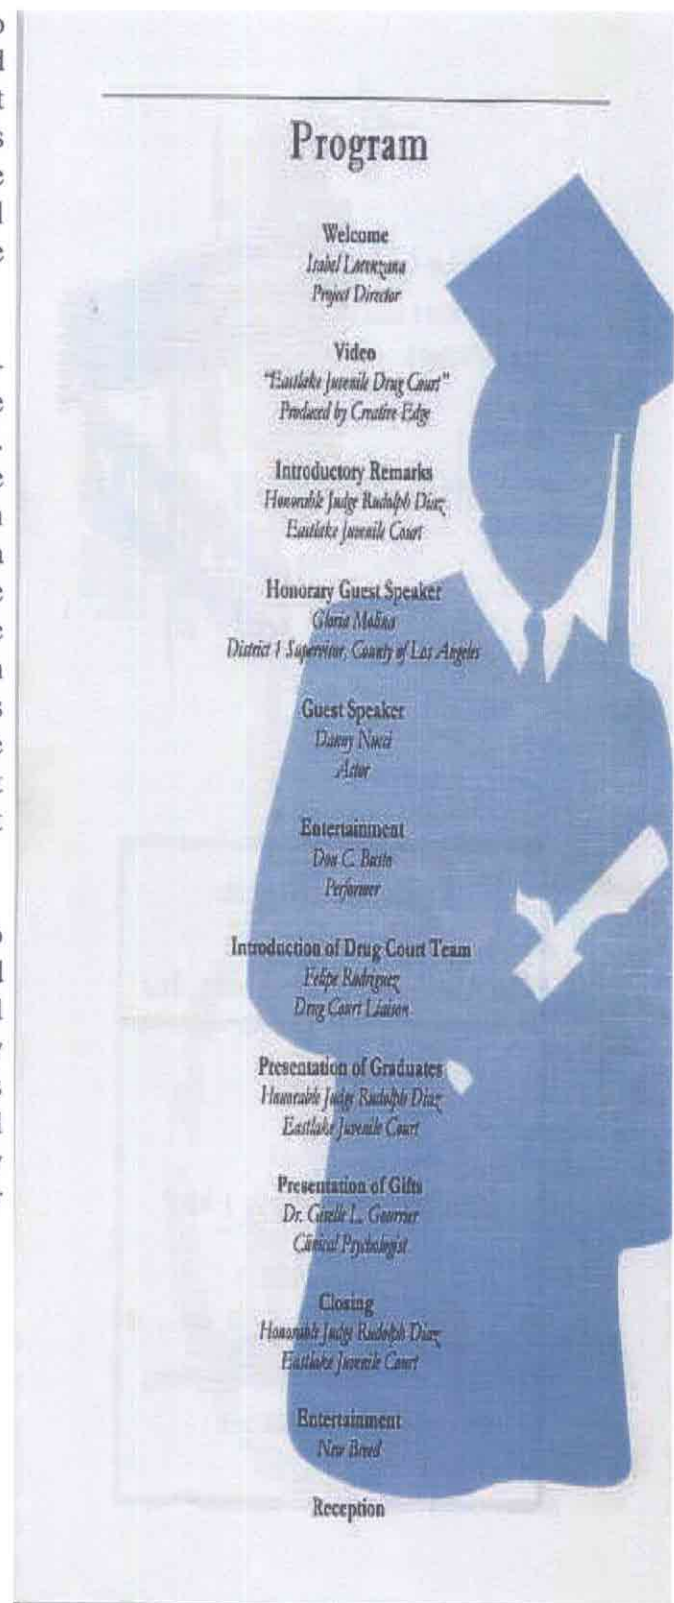 Program
Welcome
Isabel Lorenzana
Project Director
Video
"Eastlake Juvenile Drug Court"
Produced by Creative Edge
Introductory Remarks
Honorable Judge Rudolph Diaz
Eastlake Juvenile Court
Honorary Guest Speaker
Gloria Molina
District 1 Supervisor, County of Los Angeles
Guest Speaker
Danny Nucci
Actor
Entertainment
Don C.
Performer
Introduction of Drug Court Team
Felipe Rodriguez
Drug Court Liaison
Presentation of Graduates
Honorable Judge Rudolph Diaz
Eastlake Juvenile Court
Presentation of Gifts
Dr. Giselle L.
Clinical Psychologist
Closing
Honorable Judge Rudolph Diaz
Eastlake Juvenile Court
Entertainment
New Breed
Reception